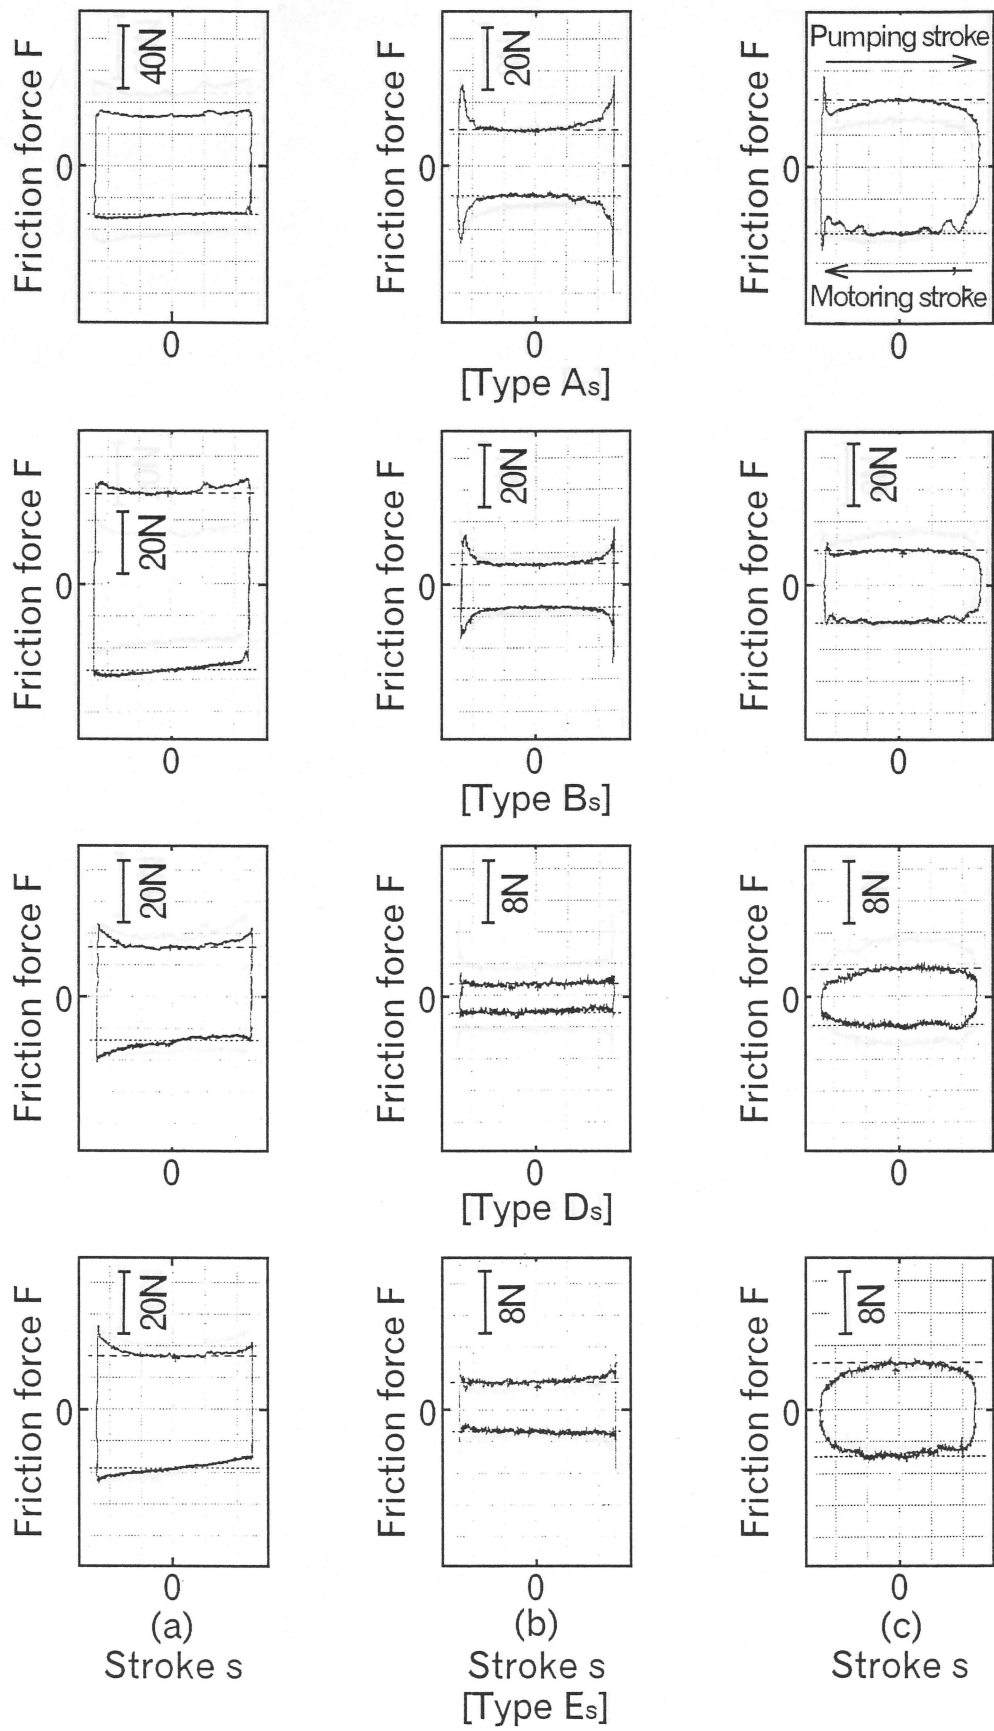 Friction force F
40N
0
0
Friction force F
20N
0
0
[Type As]
Friction force F
Pumping stroke
0
Motoring stroke
0
Friction force F
20N
0
0
Friction force F
20N
0
0
[Type Bs]
Friction force F
20N
0
0
Friction force F
20N
0
0
Friction force F
8N
0
0
[Type Ds]
Friction force F
8N
0
0
Friction force F
20N
0
0
(a)
Stroke s
Friction force F
8N
0
0
(b)
Stroke s
[Type Es]
Friction force F
8N
0
0
(c)
Stroke s